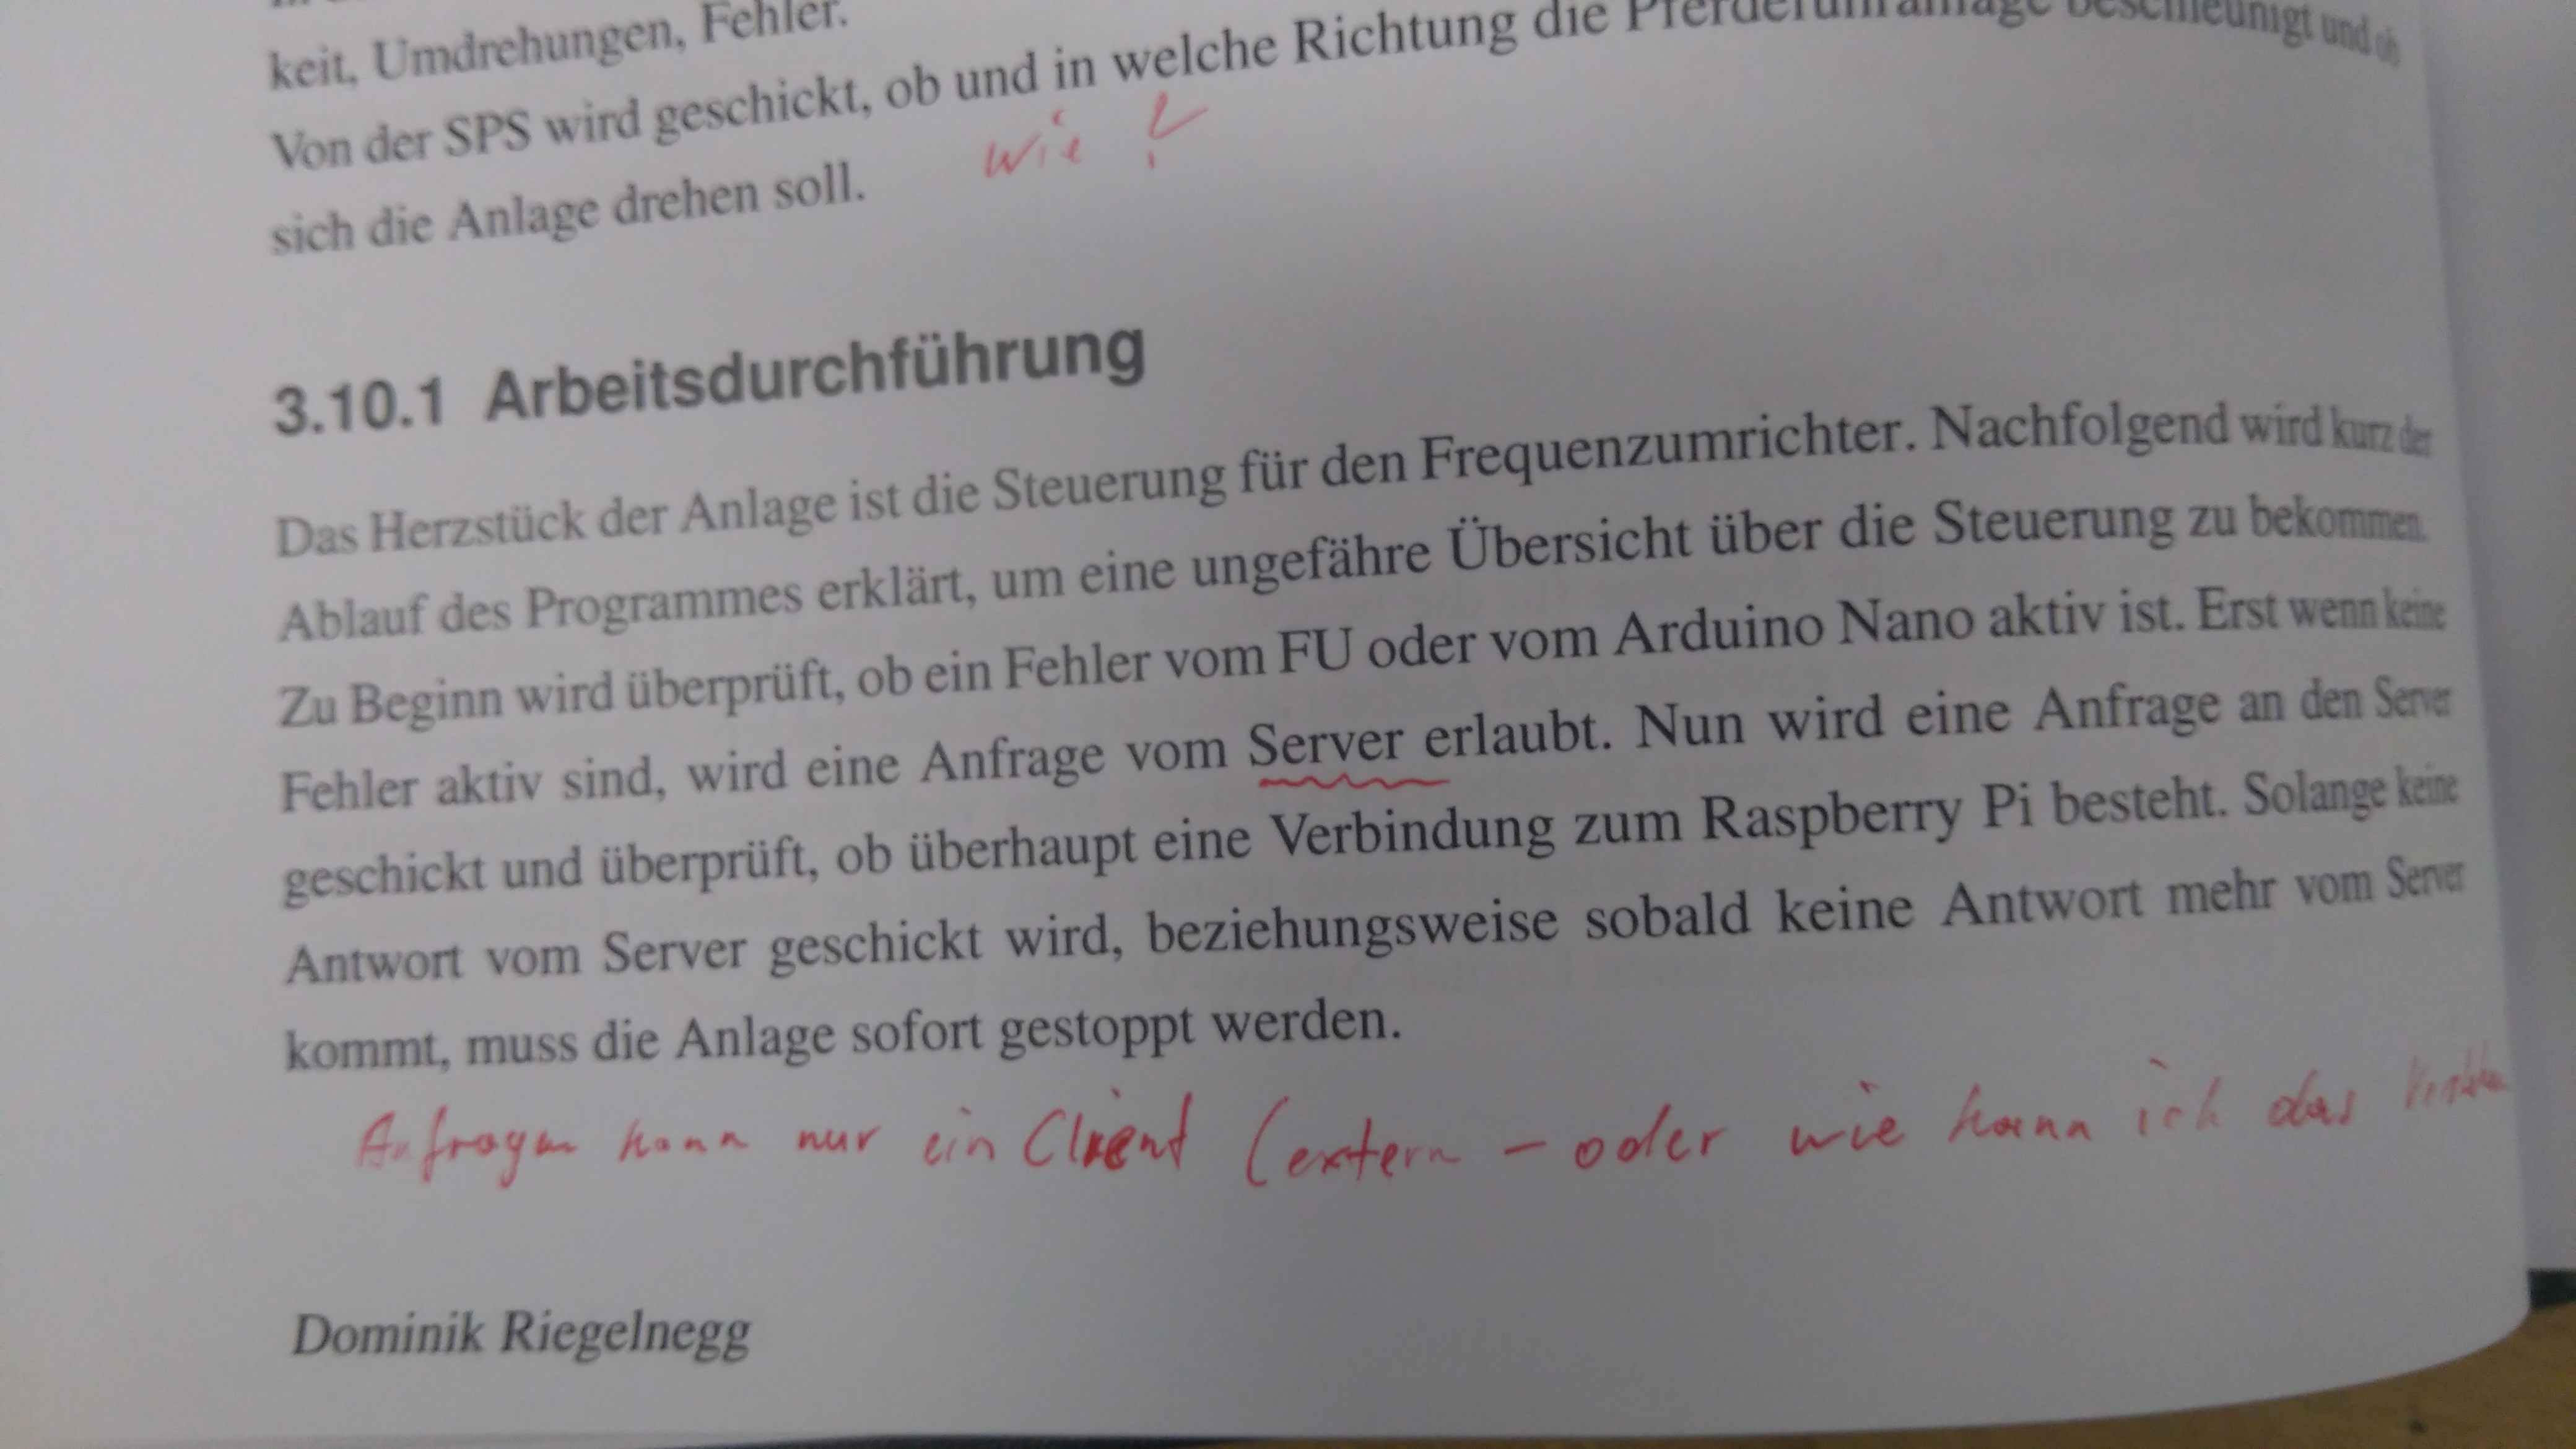 keit, Umdrehungen, Fehler.
Von der SPS wird geschickt, ob und in welche Richtung die beschleunigt und ob
wie ?
sich die Anlage drehen soll.
3.10.1 Arbeitsdurchführung
Das Herzstück der Anlage ist die Steuerung für den Frequenzumrichter. Nachfolgend wird kurz der
Ablauf des Programmes erklärt, um eine ungefähre Übersicht über die Steuerung zu bekommen.
Zu Beginn wird überprüft, ob ein Fehler vom FU oder vom Arduino Nano aktiv ist. Erst wenn keine
Fehler aktiv sind, wird eine Anfrage vom Server erlaubt. Nun wird eine Anfrage an den Server
geschickt und überprüft, ob überhaupt eine Verbindung zum Raspberry Pi besteht. Solange keine
Antwort vom Server geschickt wird, beziehungsweise sobald keine Antwort mehr vom Server
kommt, muss die Anlage sofort gestoppt werden.
Anfragen kann nur ein Client (extern - oder wie kann ich das
Dominik Riegelnegg